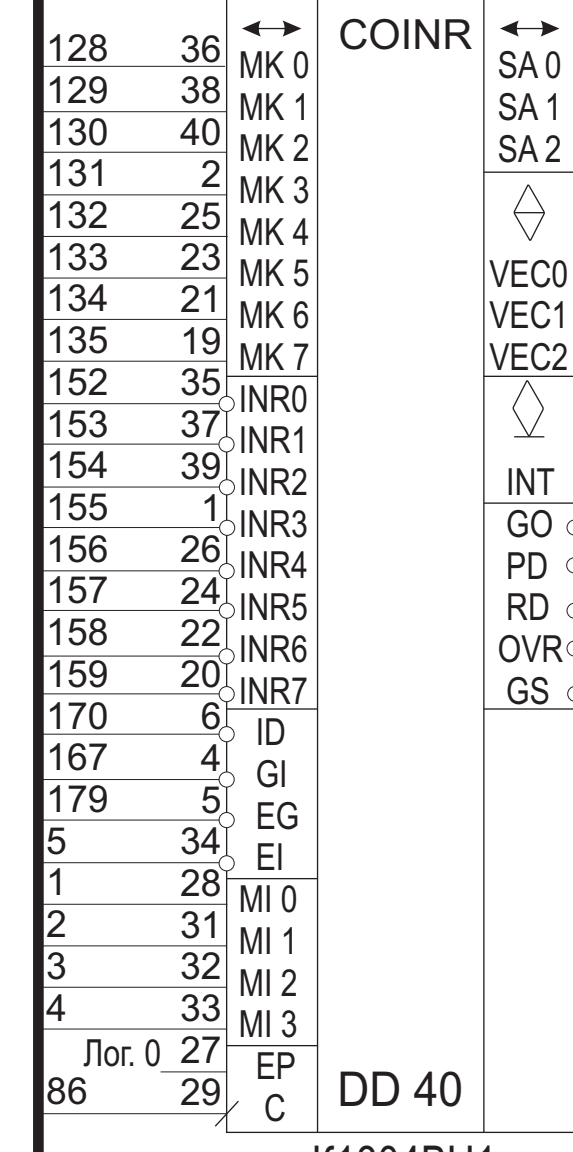 COINR
128 36 MK 0 SA 0
129 38 MK 1 SA 1
130 40 MK 2 SA 2
131 2 MK 3
132 25 MK 4
133 23 MK 5 VEC0
134 21 MK 6 VEC1
135 19 MK 7 VEC2
152 35 INR0
153 37 INR1
154 39 INR2 INT
155 1 INR3 GO
156 26 INR4 PD
157 24 INR5 RD
158 22 INR6 OVR
159 20 INR7 GS
170 6 ID
167 4 GI
179 5 EG
5 34 EI
1 28 MI 0
2 31 MI 1
3 32 MI 2
4 33 MI 3
Лог. 0 27 EP
86 29 C DD 40